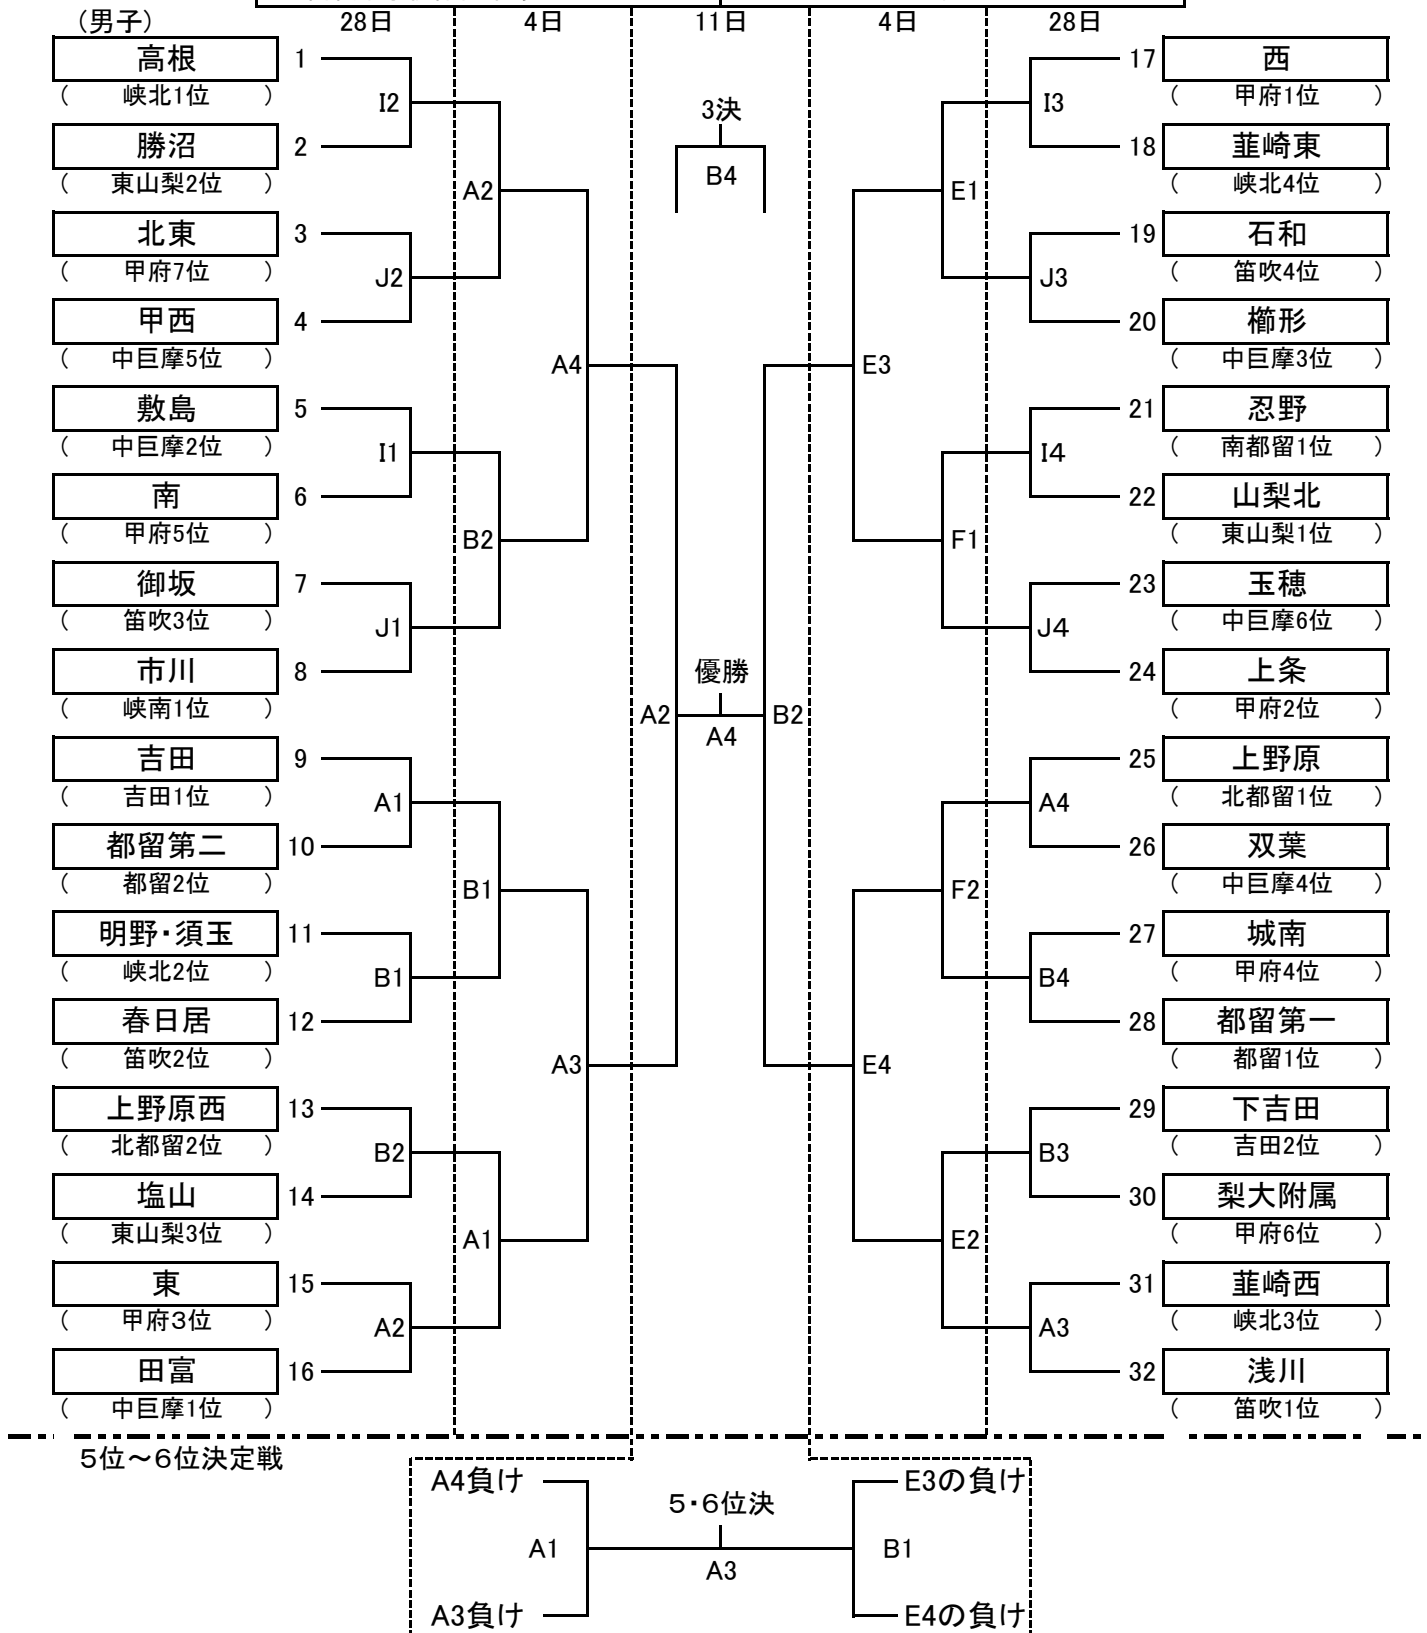 (男子)
28日 4日 11日 4日 28日
高根 1 17 西
( 峡北1位 ) ( 甲府1位 )
I2 3決 I3
勝沼 2 18 韮崎東
( 東山梨2位 ) B4 ( 峡北4位 )
A2 E1
北東 3 19 石和
( 甲府7位 ) ( 笛吹4位 )
J2 J3
甲西 4 20 櫛形
( 中巨摩5位 ) ( 中巨摩3位 )
A4 E3
敷島 5 21 忍野
( 中巨摩2位 ) ( 南都留1位 )
I1 I4
南 6 22 山梨北
( 甲府5位 ) ( 東山梨1位 )
B2 F1
御坂 7 23 玉穂
( 笛吹3位 ) ( 中巨摩6位 )
J1 J4
市川 8 優勝 24 上条
( 峡南1位 ) ( 甲府2位 )
A2 A4 B2
吉田 9 25 上野原
( 吉田1位 ) ( 北都留1位 )
A1 A4
都留第二 10 26 双葉
( 都留2位 ) ( 中巨摩4位 )
B1 F2
明野・須玉 11 27 城南
( 峡北2位 ) ( 甲府4位 )
B1 B4
春日居 12 28 都留第一
( 笛吹2位 ) ( 都留1位 )
A3 E4
上野原西 13 29 下吉田
( 北都留2位 ) ( 吉田2位 )
B2 B3
塩山 14 30 梨大附属
( 東山梨3位 ) ( 甲府6位 )
A1 E2
東 15 31 韮崎西
( 甲府３位 ) ( 峡北3位 )
A2 A3
田富 16 32 浅川
( 中巨摩1位 ) ( 笛吹1位 )
５位～６位決定戦
A4負け E3の負け
５・６位決
A1 B1
A3
A3負け E4の負け